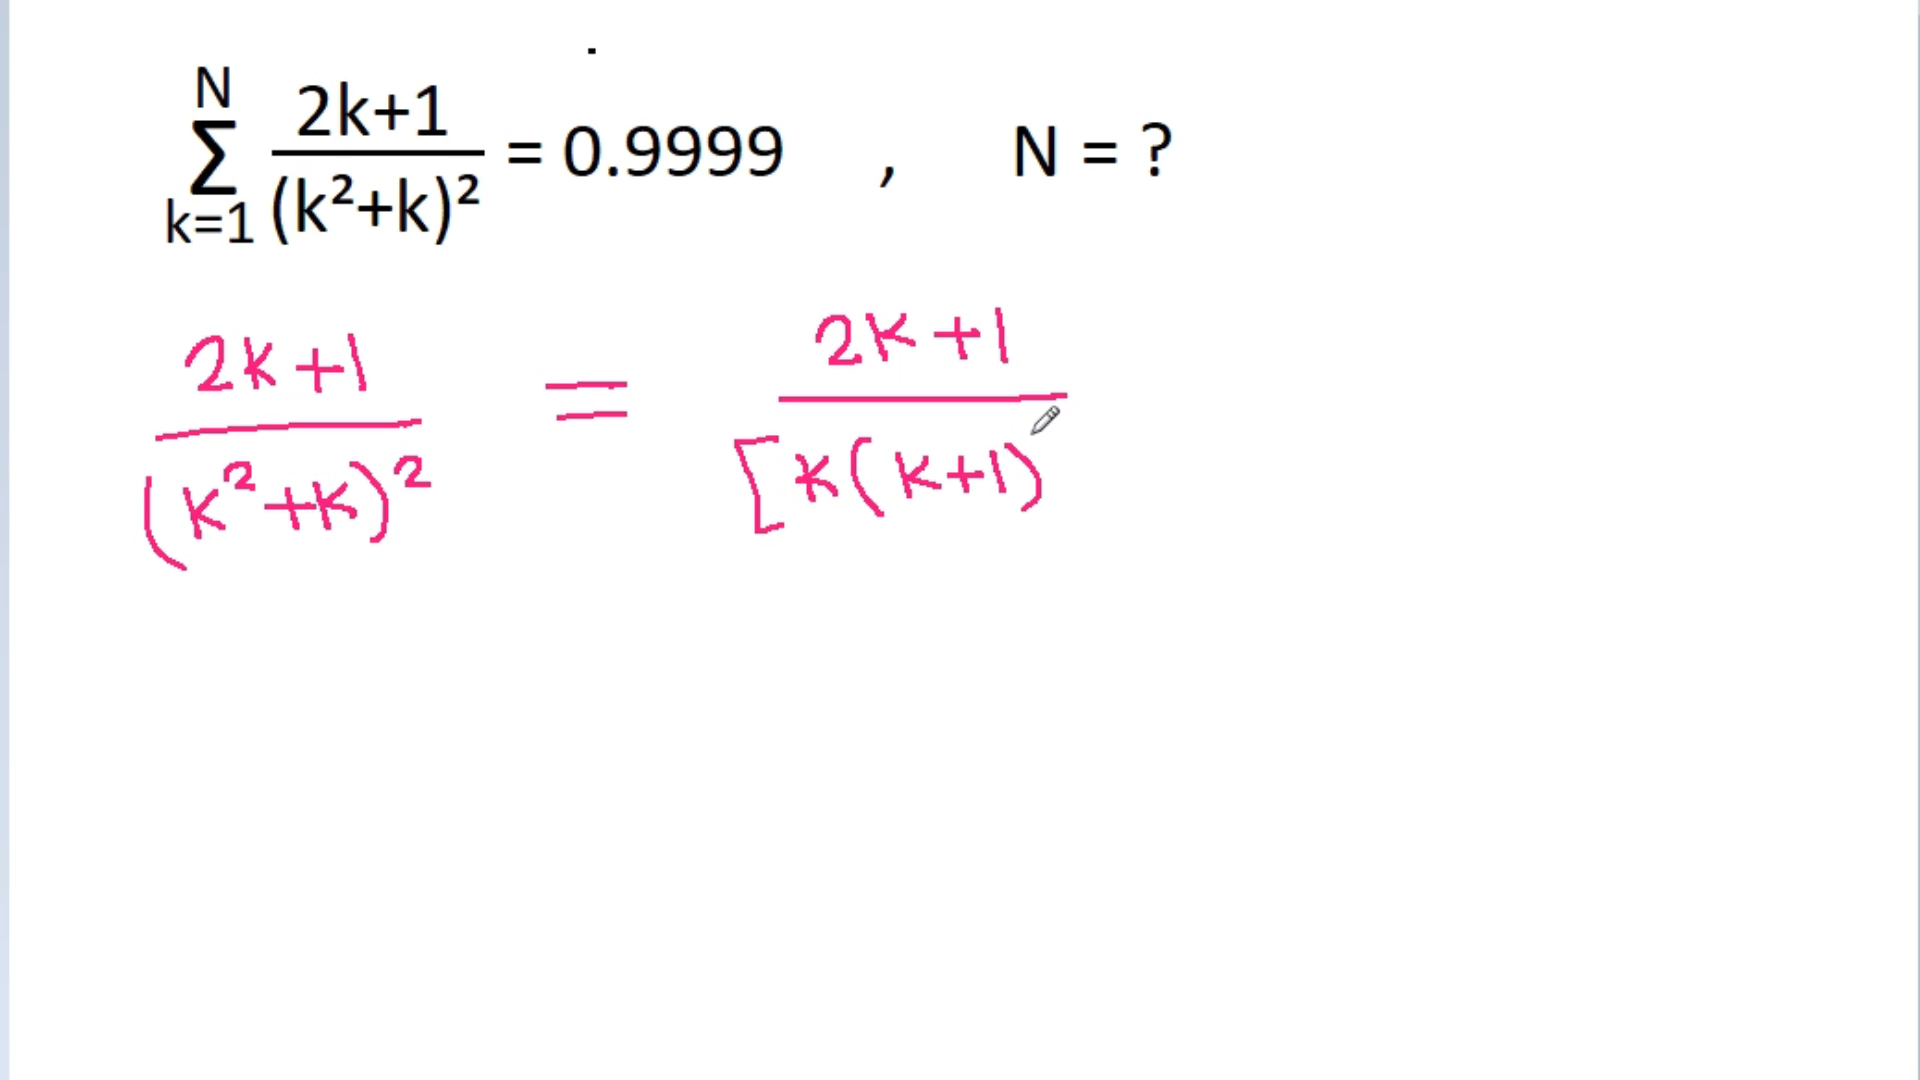 N
∑ 2k+1 / (k²+k)² = 0.9999 , N = ?
k=1
2k+1 / (k²+k)² = 2k+1 / [k(k+1)